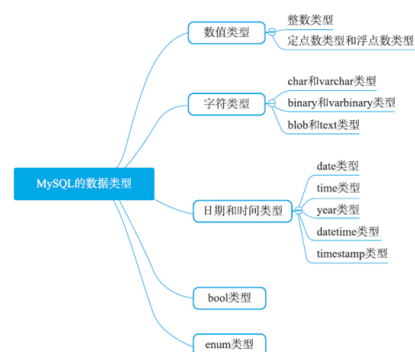 MySQL的数据类型
数值类型
整数类型
定点数类型和浮点数类型
字符类型
char和varchar类型
binary和varbinary类型
blob和text类型
日期和时间类型
date类型
time类型
year类型
datetime类型
timestamp类型
bool类型
enum类型